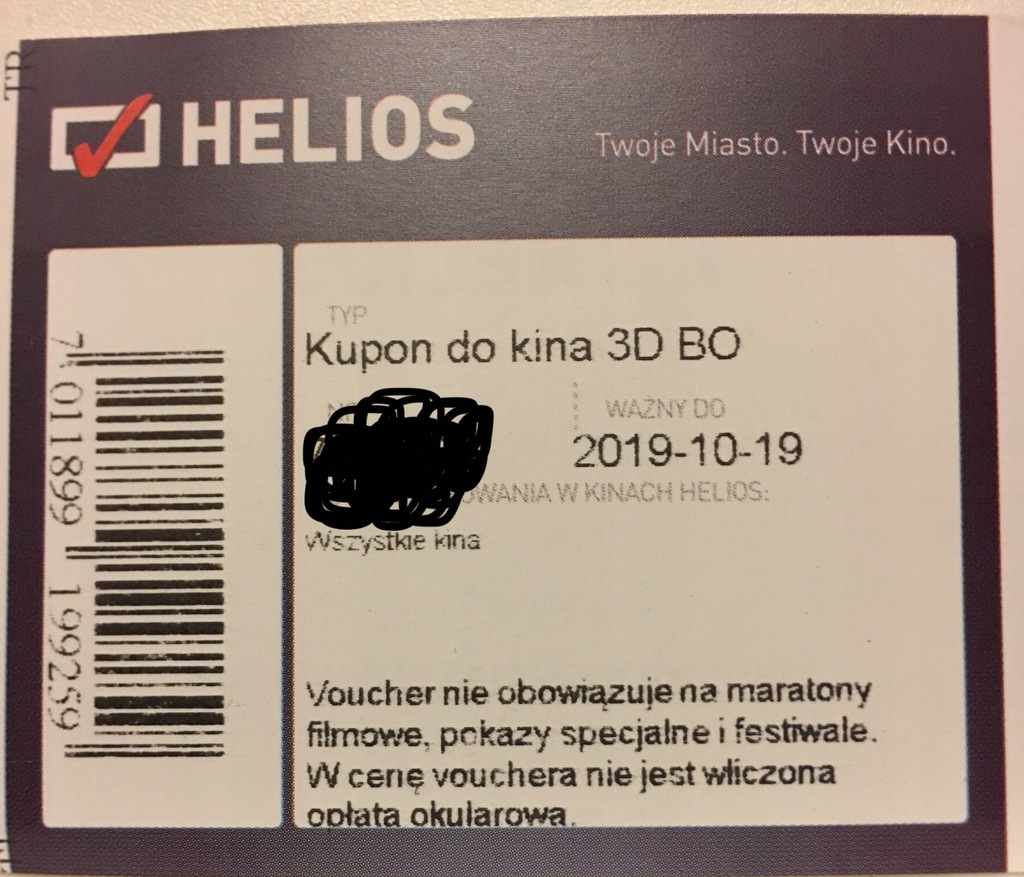 HELIOS
Twoje Miasto. Twoje Kino.
TYP
Kupon do kina 3D BO
WAŻNY DO
2019-10-19
W KINACH HELIOS:
Wszystkie kina
Voucher nie obowiązuje na maratony
filmowe, pokazy specjalne i festiwale.
W cenę vouchera nie jest wliczona
opłata okularowa.
7 011899 199259